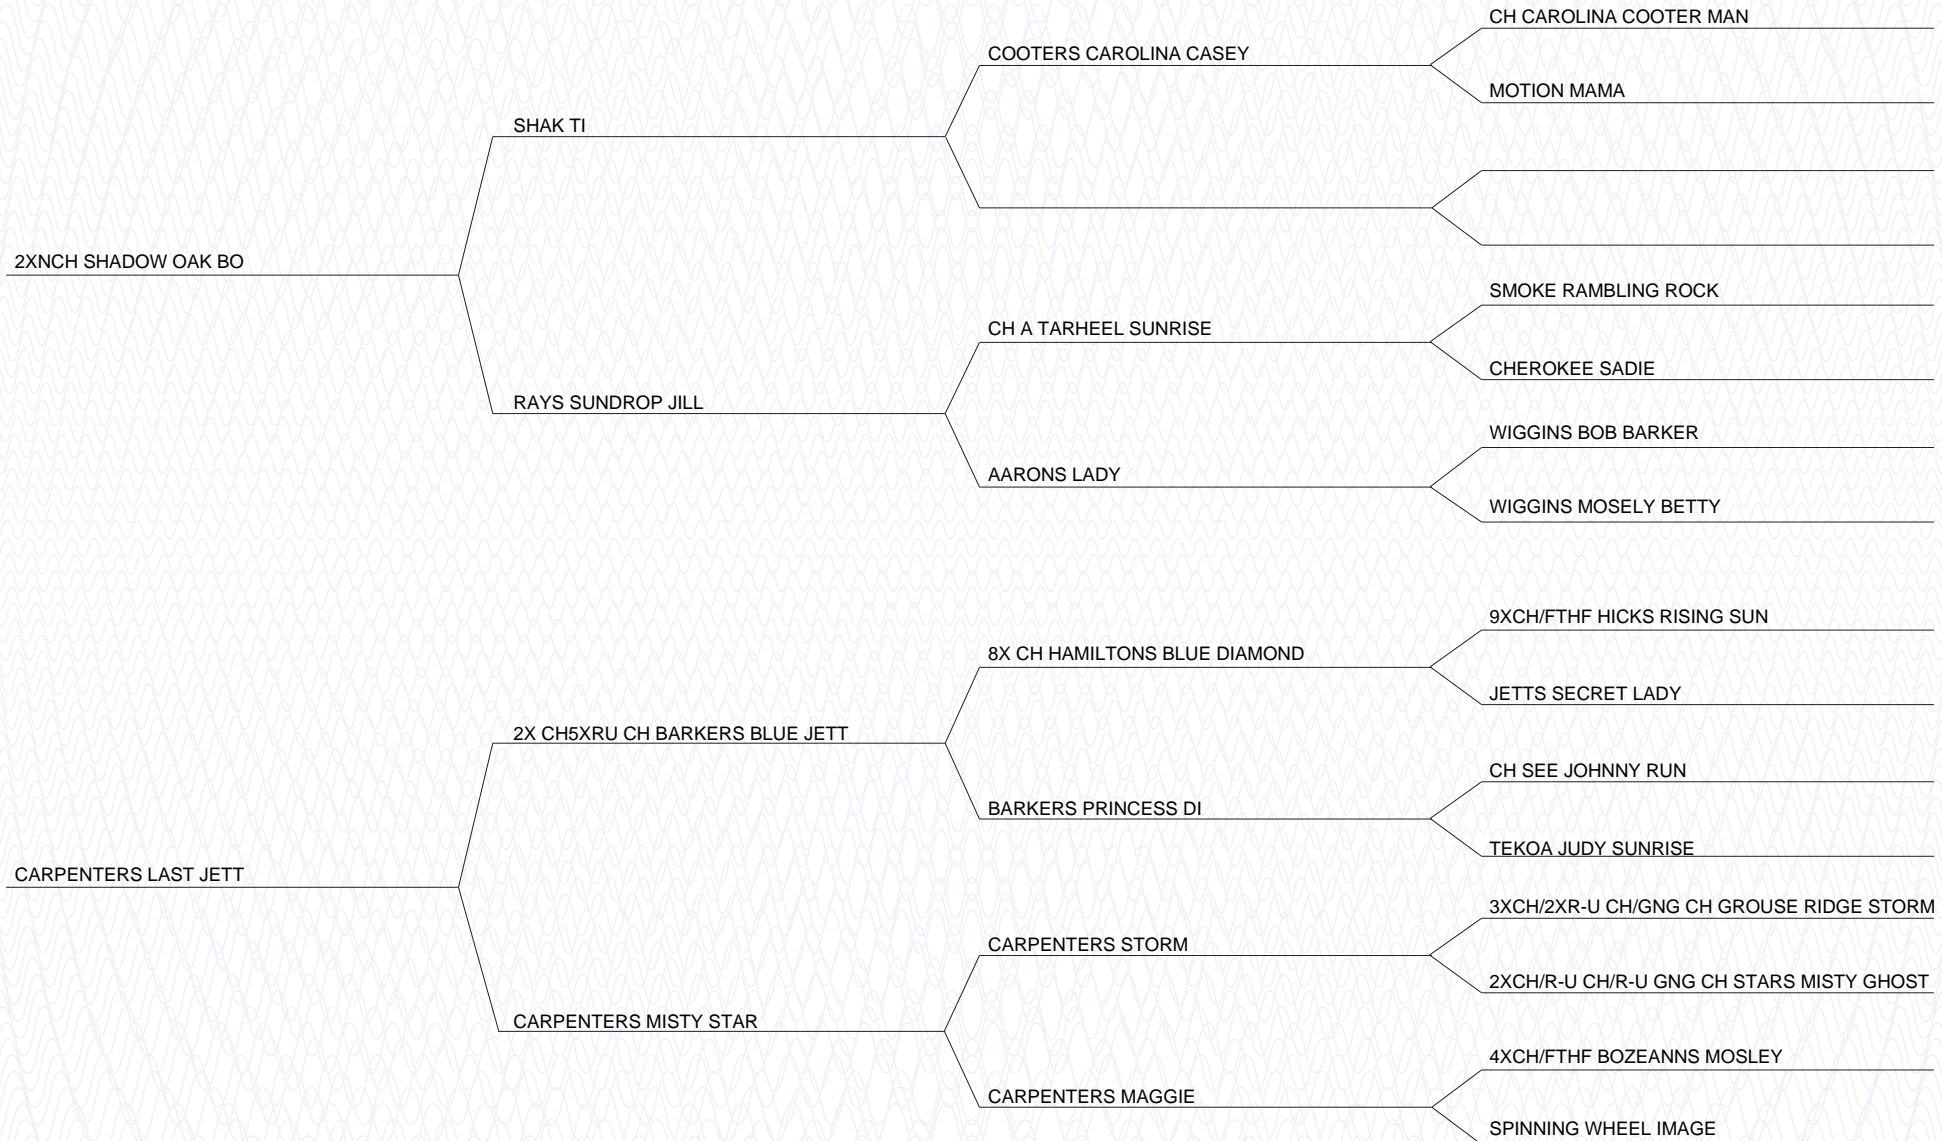 CH CAROLINA COOTER MAN
COOTERS CAROLINA CASEY
MOTION MAMA
SHAK TI
2XNCH SHADOW OAK BO
SMOKE RAMBLING ROCK
CH A TARHEEL SUNRISE
CHEROKEE SADIE
RAYS SUNDROP JILL
WIGGINS BOB BARKER
AARONS LADY
WIGGINS MOSELY BETTY
9XCH/FTHF HICKS RISING SUN
8X CH HAMILTONS BLUE DIAMOND
JETTS SECRET LADY
2X CH5XRU CH BARKERS BLUE JETT
CH SEE JOHNNY RUN
BARKERS PRINCESS DI
TEKOA JUDY SUNRISE
CARPENTERS LAST JETT
3XCH/2XR-U CH/GNG CH GROUSE RIDGE STORM
CARPENTERS STORM
2XCH/R-U CH/R-U GNG CH STARS MISTY GHOST
CARPENTERS MISTY STAR
4XCH/FTHF BOZEANNS MOSLEY
CARPENTERS MAGGIE
SPINNING WHEEL IMAGE